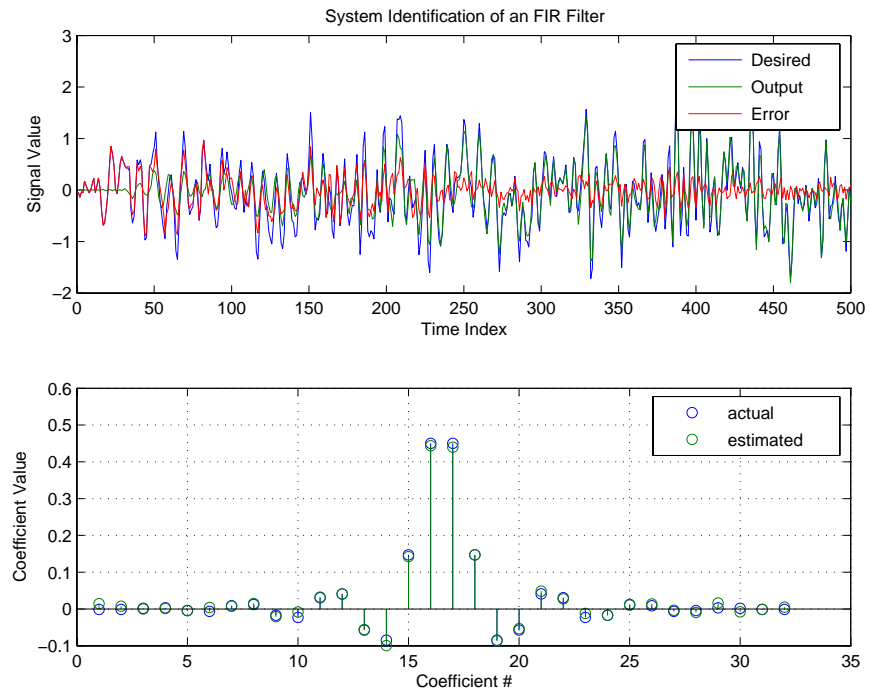 System Identification of an FIR Filter
3
2
1
0
−1
−2
Signal Value
Desired
Output
Error
0 50 100 150 200 250 300 350 400 450 500
Time Index
0.6
0.5
0.4
0.3
0.2
0.1
0
−0.1
Coefficient Value
actual
estimated
0 5 10 15 20 25 30 35
Coefficient #